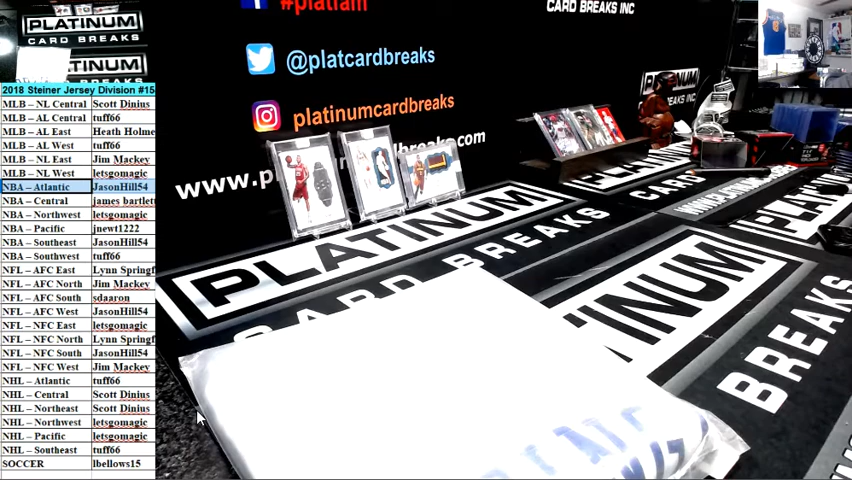 PLATINUM
CARD BREAKS
PLATINUM
2018 Steiner Jersey Division #15
MLB – NL Central Scott Dinius
MLB – AL Central tuff66
MLB – AL East Heath Holme
MLB – AL West tuff66
MLB – NL East Jim Mackey
MLB – NL West letsgomagic
NBA – Atlantic JasonHill54
NBA – Central james bartlet
NBA – Northwest letsgomagic
NBA – Pacific jnewt1222
NBA – Southeast JasonHill54
NBA – Southwest tuff66
NFL – AFC East Lynn Springf
NFL – AFC North Jim Mackey
NFL – AFC South sdaaron
NFL – AFC West JasonHill54
NFL – NFC East letsgomagic
NFL – NFC North Lynn Springf
NFL – NFC South JasonHill54
NFL – NFC West Jim Mackey
NHL – Atlantic tuff66
NHL – Central Scott Dinius
NHL – Northeast Scott Dinius
NHL – Northwest letsgomagic
NHL – Pacific letsgomagic
NHL – Southeast tuff66
SOCCER lbellows15
CARD BREAKS INC
@platcardbreaks
platinumcardbreaks
www.p
.com
PLATINUM
BREAKS INC
PLATINUM
CARD BREAKS
INUM
BREAKS